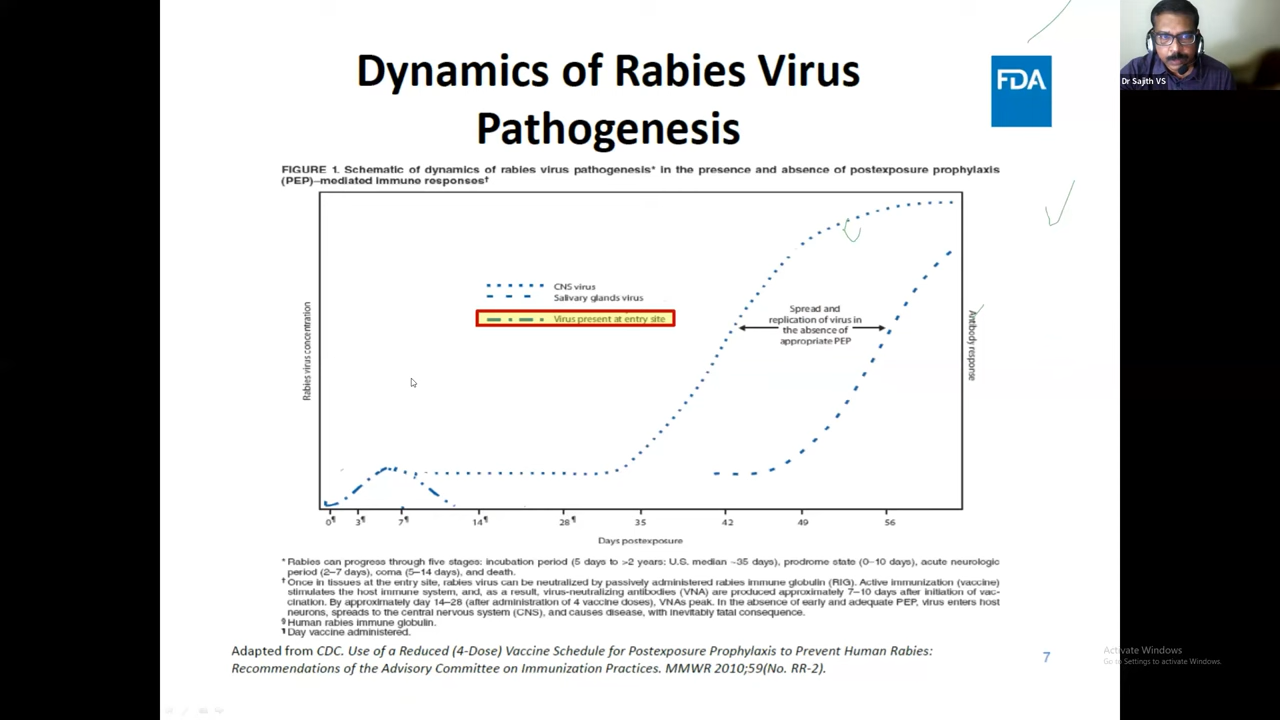 Dynamics of Rabies Virus
Pathogenesis
FDA
Dr Sajith VS
FIGURE 1. Schematic of dynamics of rabies virus pathogenesis* in the presence and absence of postexposure prophylaxis
(PEP)–mediated immune responses†
CNS virus
Salivary glands virus
Virus present at entry site
Spread and
replication of virus in
the absence of
appropriate PEP
Rabies virus concentration
Antibody response
0¶ 3¶ 7¶ 14¶ 28¶ 35 42 49 56
Days postexposure
* Rabies can progress through five stages: incubation period (5 days to >2 years: U.S. median ~35 days), prodrome state (0–10 days), acute neurologic
period (2–7 days), coma (5–14 days), and death.
† Once in tissues at the entry site, rabies virus can be neutralized by passively administered rabies immune globulin (RIG). Active immunization (vaccine)
stimulates the host immune system, and, as a result, virus-neutralizing antibodies (VNA) are produced approximately 7–10 days after initiation of vac-
cination. By approximately day 14–28 (after administration of 4 vaccine doses), VNAs peak. In the absence of early and adequate PEP, virus enters host
neurons, spreads to the central nervous system (CNS), and causes disease, with inevitably fatal consequence.
§ Human rabies immune globulin.
¶ Day vaccine administered.
Adapted from CDC. Use of a Reduced (4-Dose) Vaccine Schedule for Postexposure Prophylaxis to Prevent Human Rabies:
Recommendations of the Advisory Committee on Immunization Practices. MMWR 2010;59(No. RR-2).
7
Activate Windows
Go to Settings to activate Windows.